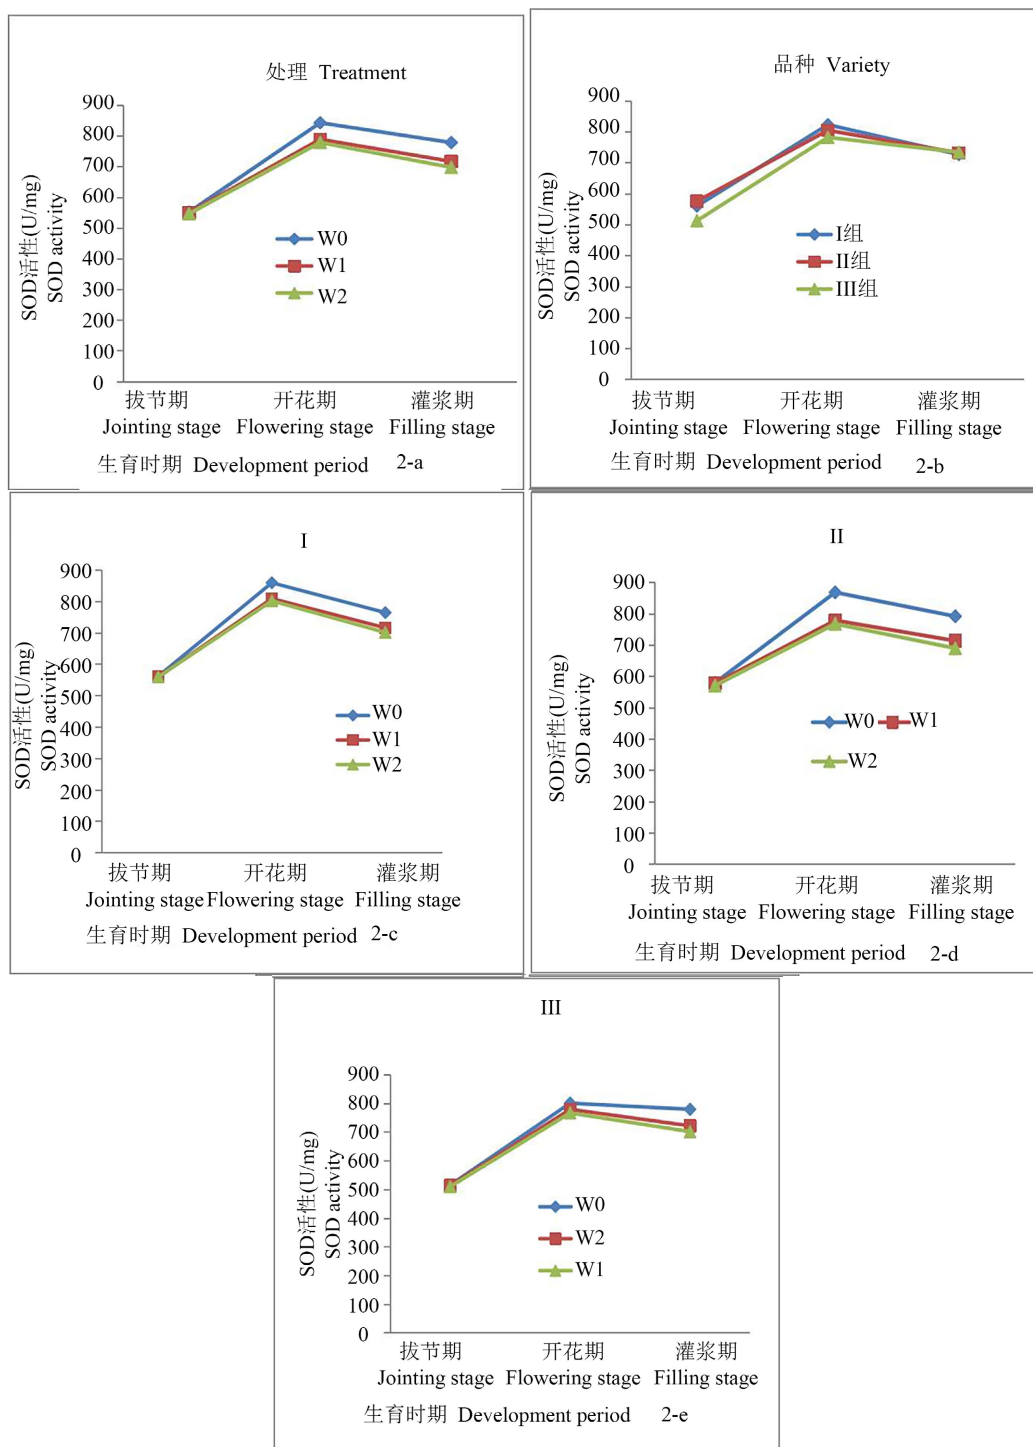 处理 Treatment
900
800
700
600
500
400
300
200
100
0
SOD活性(U/mg)
SOD activity
W0
W1
W2
拔节期 开花期 灌浆期
Jointing stage Flowering stage Filling stage
生育时期 Development period 2-a
品种 Variety
900
800
700
600
500
400
300
200
100
0
SOD活性(U/mg)
SOD activity
I组
II组
III组
拔节期 开花期 灌浆期
Jointing stage Flowering stage Filling stage
生育时期 Development period 2-b
I
900
800
700
600
500
400
300
200
100
0
SOD活性(U/mg)
SOD activity
W0
W1
W2
拔节期 开花期 灌浆期
Jointing stage Flowering stage Filling stage
生育时期 Development period 2-c
II
900
800
700
600
500
400
300
200
100
0
SOD活性(U/mg)
SOD activity
W0 W1
W2
拔节期 开花期 灌浆期
Jointing stage Flowering stage Filling stage
生育时期 Development period 2-d
III
900
800
700
600
500
400
300
200
100
0
SOD活性(U/mg)
SOD activity
W0
W2
W1
拔节期 开花期 灌浆期
Jointing stage Flowering stage Filling stage
生育时期 Development period 2-e